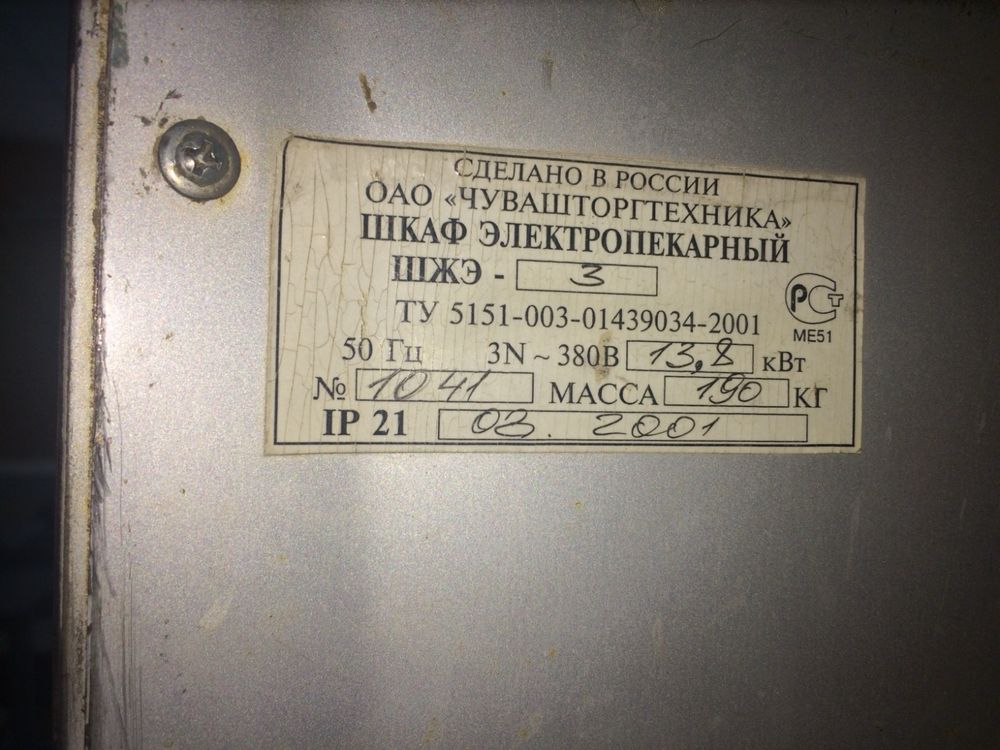 СДЕЛАНО В РОССИИ
ОАО «ЧУВАШТОРГТЕХНИКА»
ШКАФ ЭЛЕКТРОПЕКАРНЫЙ
ШЖЭ - 3
ТУ 5151-003-01439034-2001
РСТ
МЕ51
50 Гц 3N ~ 380В 13,8 кВт
№ 1041 МАССА 190 КГ
IP 21 03. 2001